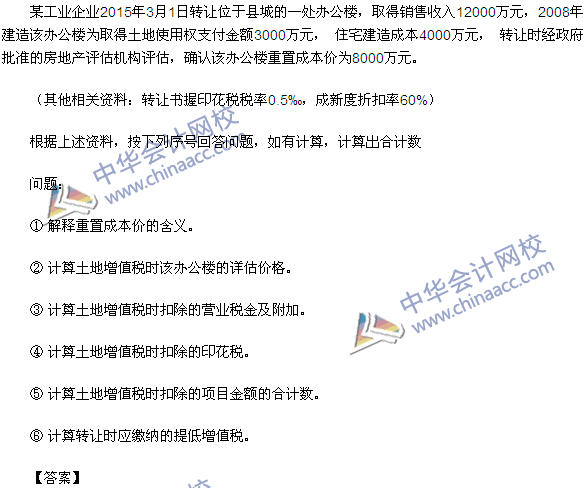 某工业企业2015年3月1日转让位于县城的一处办公楼，取得销售收入12000万元，2008年
建造该办公楼为取得土地使用权支付金额3000万元， 住宅建造成本4000万元， 转让时经政府
批准的房地产评估机构评估，确认该办公楼重置成本价为8000万元。
（其他相关资料：转让书握印花税税率0.5‰，成新度折扣率60%）
根据上述资料，按下列序号回答问题，如有计算，计算出合计数
问题：
① 解释重置成本价的含义。
② 计算土地增值税时该办公楼的详估价格。
③ 计算土地增值税时扣除的营业税金及附加。
④ 计算土地增值税时扣除的印花税。
⑤ 计算土地增值税时扣除的项目金额的合计数。
⑥ 计算转让时应缴纳的提低增值税。
【答案】
中华会计网校
www.chinaacc.com
中华会计网校
www.chinaacc.com